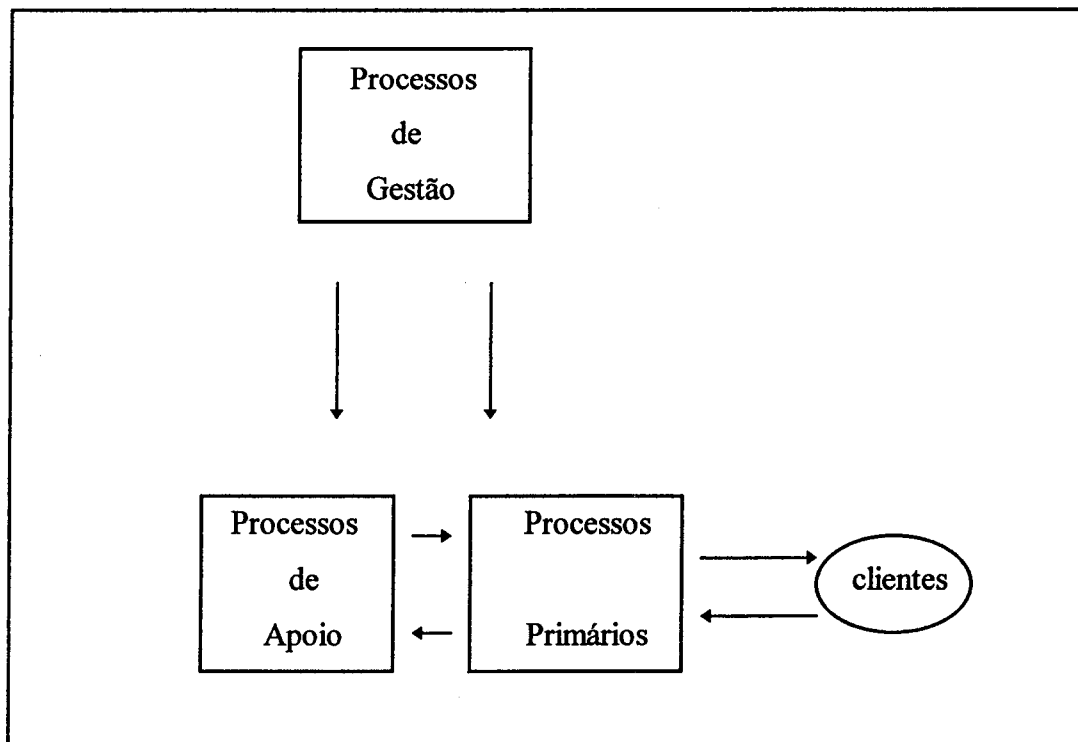 Processos
de
Gestão
Processos
de
Apoio
Processos
Primários
clientes